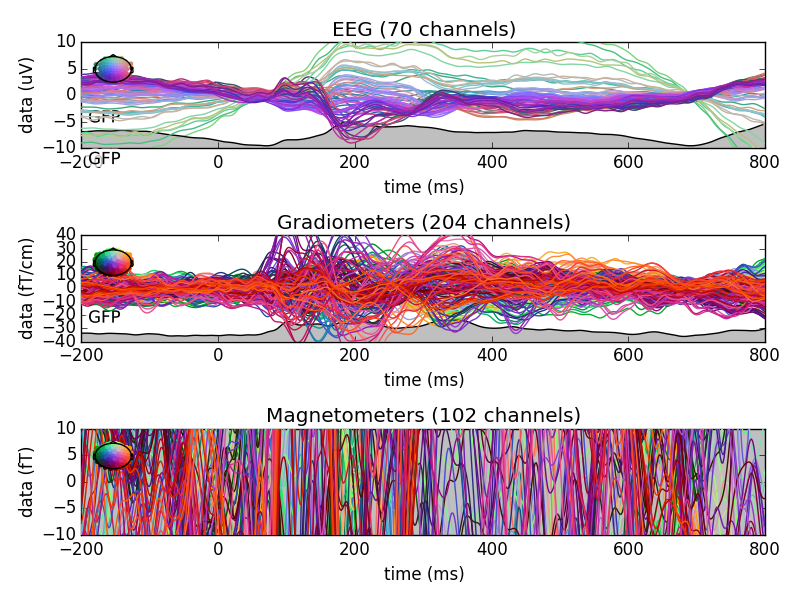 EEG (70 channels)
data (uV)
10
5
0
−5
−10
GFP
GFP
−200 0 200 400 600 800
time (ms)
Gradiometers (204 channels)
data (fT/cm)
40
30
20
10
0
−10
−20
−30
−40
GFP
−200 0 200 400 600 800
time (ms)
Magnetometers (102 channels)
data (fT)
10
5
0
−5
−10
−200 0 200 400 600 800
time (ms)